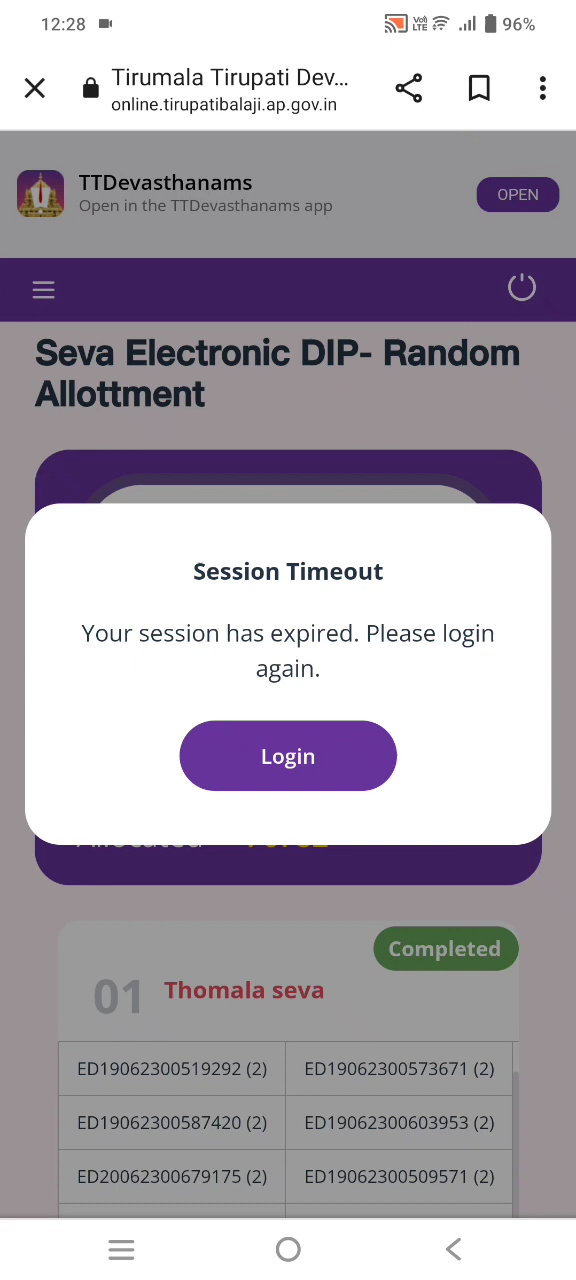 12:28
Vo) LTE
96%
Tirumala Tirupati Dev...
online.tirupatibalaji.ap.gov.in
TTDevasthanams
Open in the TTDevasthanams app
OPEN
Seva Electronic DIP- Random
Allottment
Session Timeout
Your session has expired. Please login
again.
Login
Completed
01 Thomala seva
ED19062300519292 (2) ED19062300573671 (2)
ED19062300587420 (2) ED19062300603953 (2)
ED20062300679175 (2) ED19062300509571 (2)